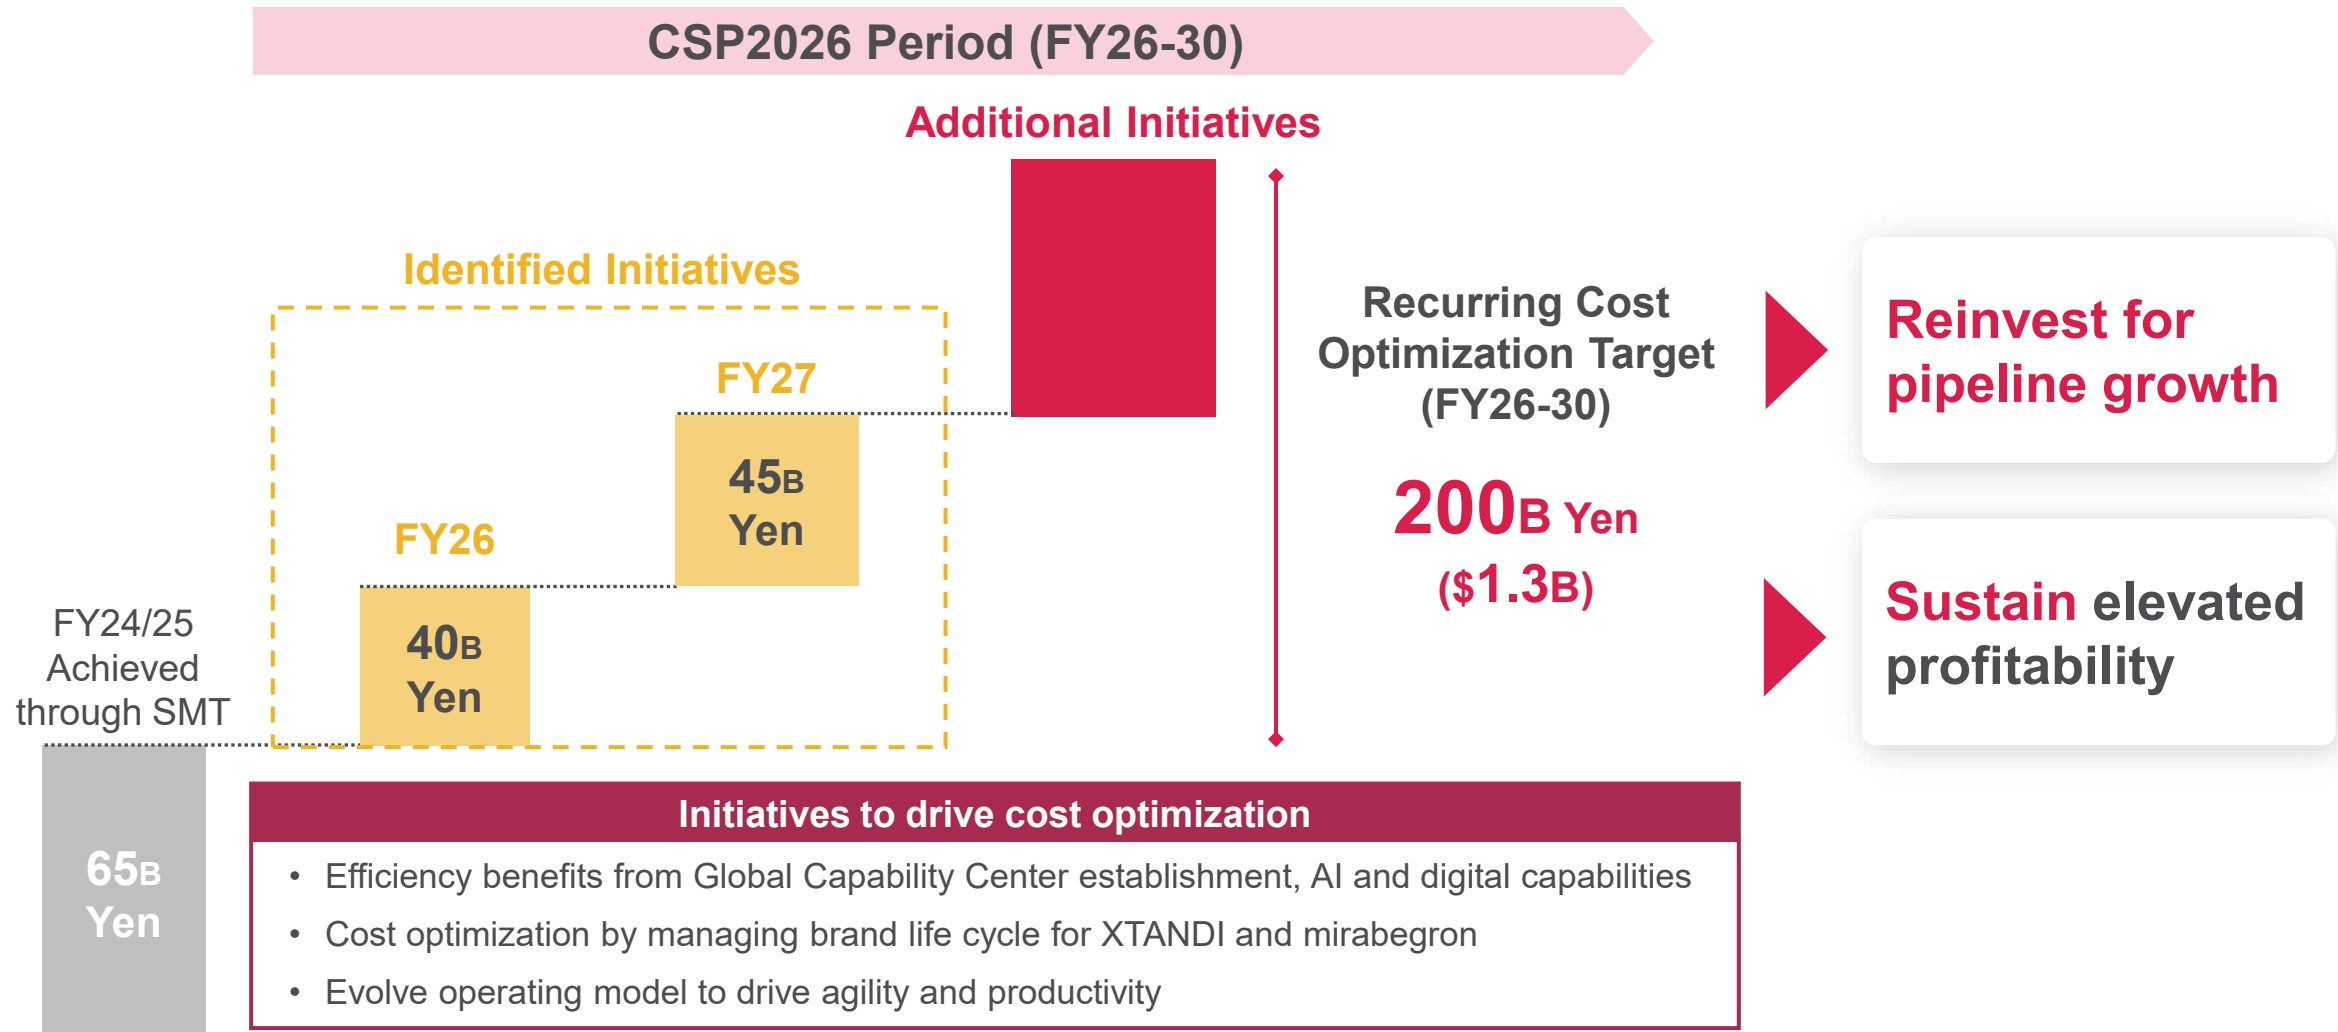 CSP2026 Period (FY26-30)
Additional Initiatives
Identified Initiatives
FY27
45B
Yen
FY26
40B
Yen
FY24/25
Achieved
through SMT
65B
Yen
Recurring Cost
Optimization Target
(FY26-30)
200B Yen
($1.3B)
Reinvest for
pipeline growth
Sustain elevated
profitability
Initiatives to drive cost optimization
• Efficiency benefits from Global Capability Center establishment, AI and digital capabilities
• Cost optimization by managing brand life cycle for XTANDI and mirabegron
• Evolve operating model to drive agility and productivity